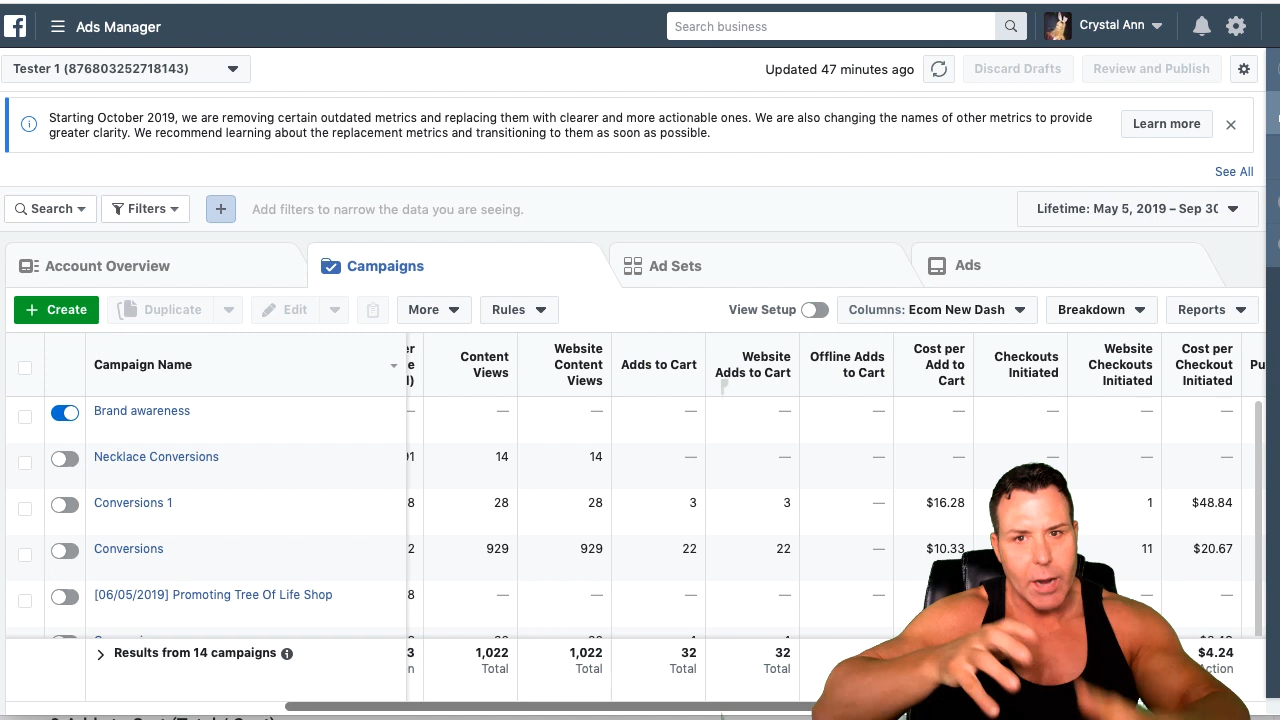 Ads Manager
Search business
Crystal Ann
Tester 1 (876803252718143)
Updated 47 minutes ago
Discard Drafts
Review and Publish
Starting October 2019, we are removing certain outdated metrics and replacing them with clearer and more actionable ones. We are also changing the names of other metrics to provide
greater clarity. We recommend learning about the replacement metrics and transitioning to them as soon as possible.
Learn more
See All
Search
Filters
Add filters to narrow the data you are seeing.
Lifetime: May 5, 2019 – Sep 30
Account Overview
Campaigns
Ad Sets
Ads
+ Create
Duplicate
Edit
More
Rules
View Setup
Columns: Ecom New Dash
Breakdown
Reports
Campaign Name
Content
Views
Website
Content
Views
Adds to Cart
Website
Adds to Cart
Offline Adds
to Cart
Cost per
Add to
Cart
Checkouts
Initiated
Website
Checkouts
Initiated
Cost per
Checkout
Initiated
Pu
Brand awareness — — — — — — — — —
Necklace Conversions 91 14 14 — — — — — — —
Conversions 1 8 28 28 3 3 — $16.28 1 $48.84
Conversions 2 929 929 22 22 — $10.33 11 $20.67
[06/05/2019] Promoting Tree Of Life Shop 8 — — — — — —
Results from 14 campaigns 3 1,022 1,022 32 32 $4.24
n Total Total Total Total ction